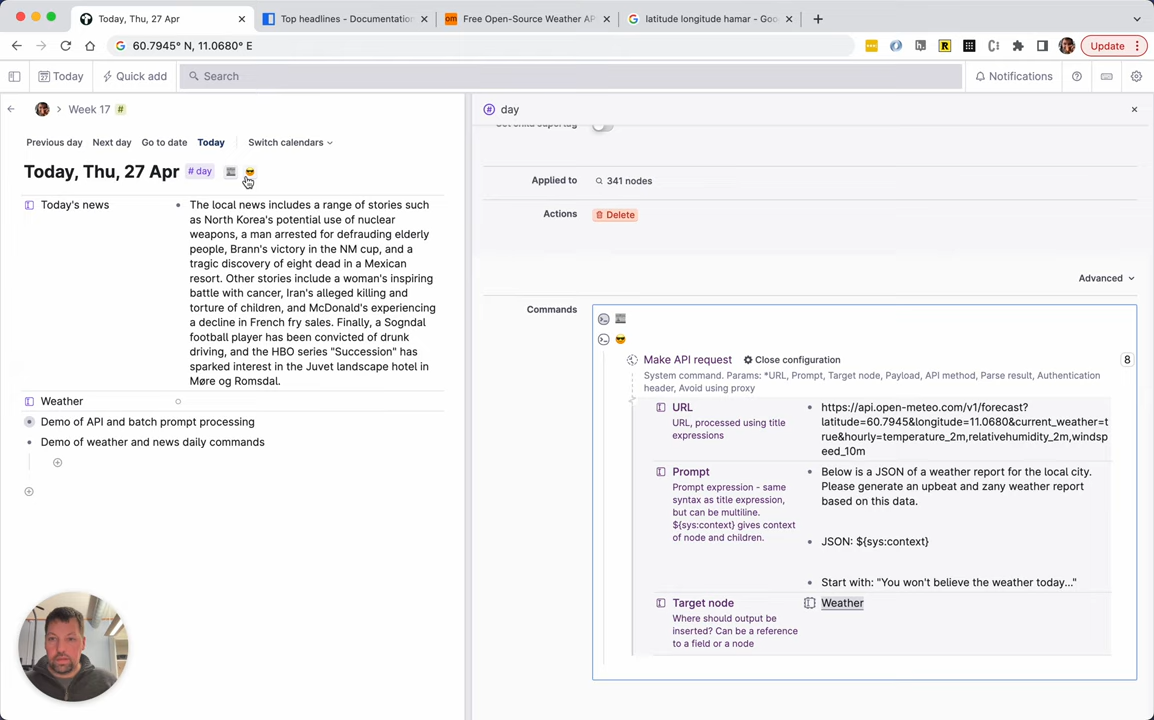 Today, Thu, 27 Apr
Top headlines - Documentation
Free Open-Source Weather AP
latitude longitude hamar - Goo
60.7945° N, 11.0680° E
Update
Today
Quick add
Search
Notifications
Week 17 #
Previous day
Next day
Go to date
Today
Switch calendars
Today, Thu, 27 Apr # day
Today's news
The local news includes a range of stories such
as North Korea's potential use of nuclear
weapons, a man arrested for defrauding elderly
people, Brann's victory in the NM cup, and a
tragic discovery of eight dead in a Mexican
resort. Other stories include a woman's inspiring
battle with cancer, Iran's alleged killing and
torture of children, and McDonald's experiencing
a decline in French fry sales. Finally, a Sogndal
football player has been convicted of drunk
driving, and the HBO series "Succession" has
sparked interest in the Juvet landscape hotel in
Møre og Romsdal.
Weather
Demo of API and batch prompt processing
Demo of weather and news daily commands
# day
Set child supertag
Applied to
341 nodes
Actions
Delete
Advanced
Commands
Make API request
Close configuration
8
System command. Params: *URL, Prompt, Target node, Payload, API method, Parse result, Authentication
header, Avoid using proxy
URL
URL, processed using title
expressions
https://api.open-meteo.com/v1/forecast?
latitude=60.7945&longitude=11.0680&current_weather=t
rue&hourly=temperature_2m,relativehumidity_2m,windsp
eed_10m
Prompt
Prompt expression - same
syntax as title expression,
but can be multiline.
${sys:context} gives context
of node and children.
Below is a JSON of a weather report for the local city.
Please generate an upbeat and zany weather report
based on this data.
JSON: ${sys:context}
Start with: "You won't believe the weather today..."
Target node
Where should output be
inserted? Can be a reference
to a field or a node
Weather